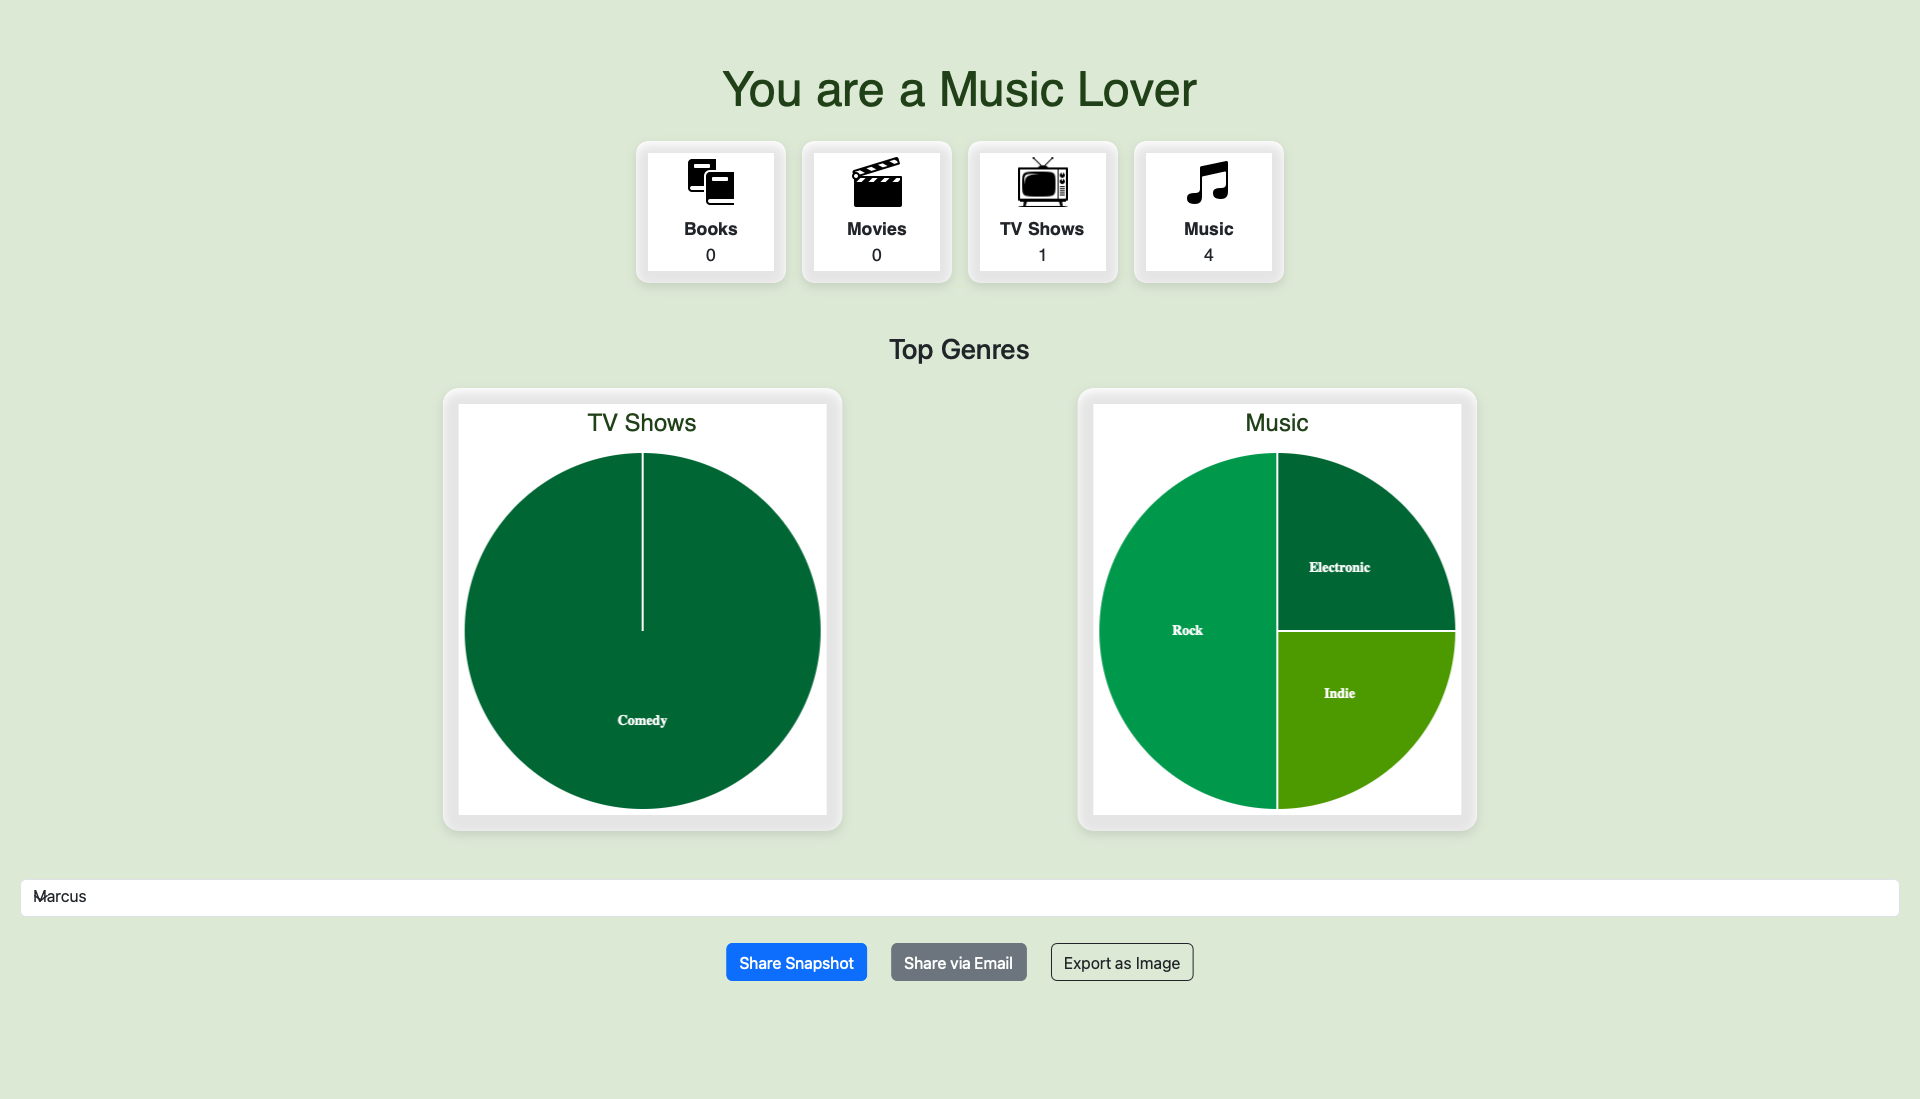 You are a Music Lover
Books
0
Movies
0
TV Shows
1
Music
4
Top Genres
TV Shows
Comedy
Music
Electronic
Rock
Indie
Marcus
Share Snapshot
Share via Email
Export as Image